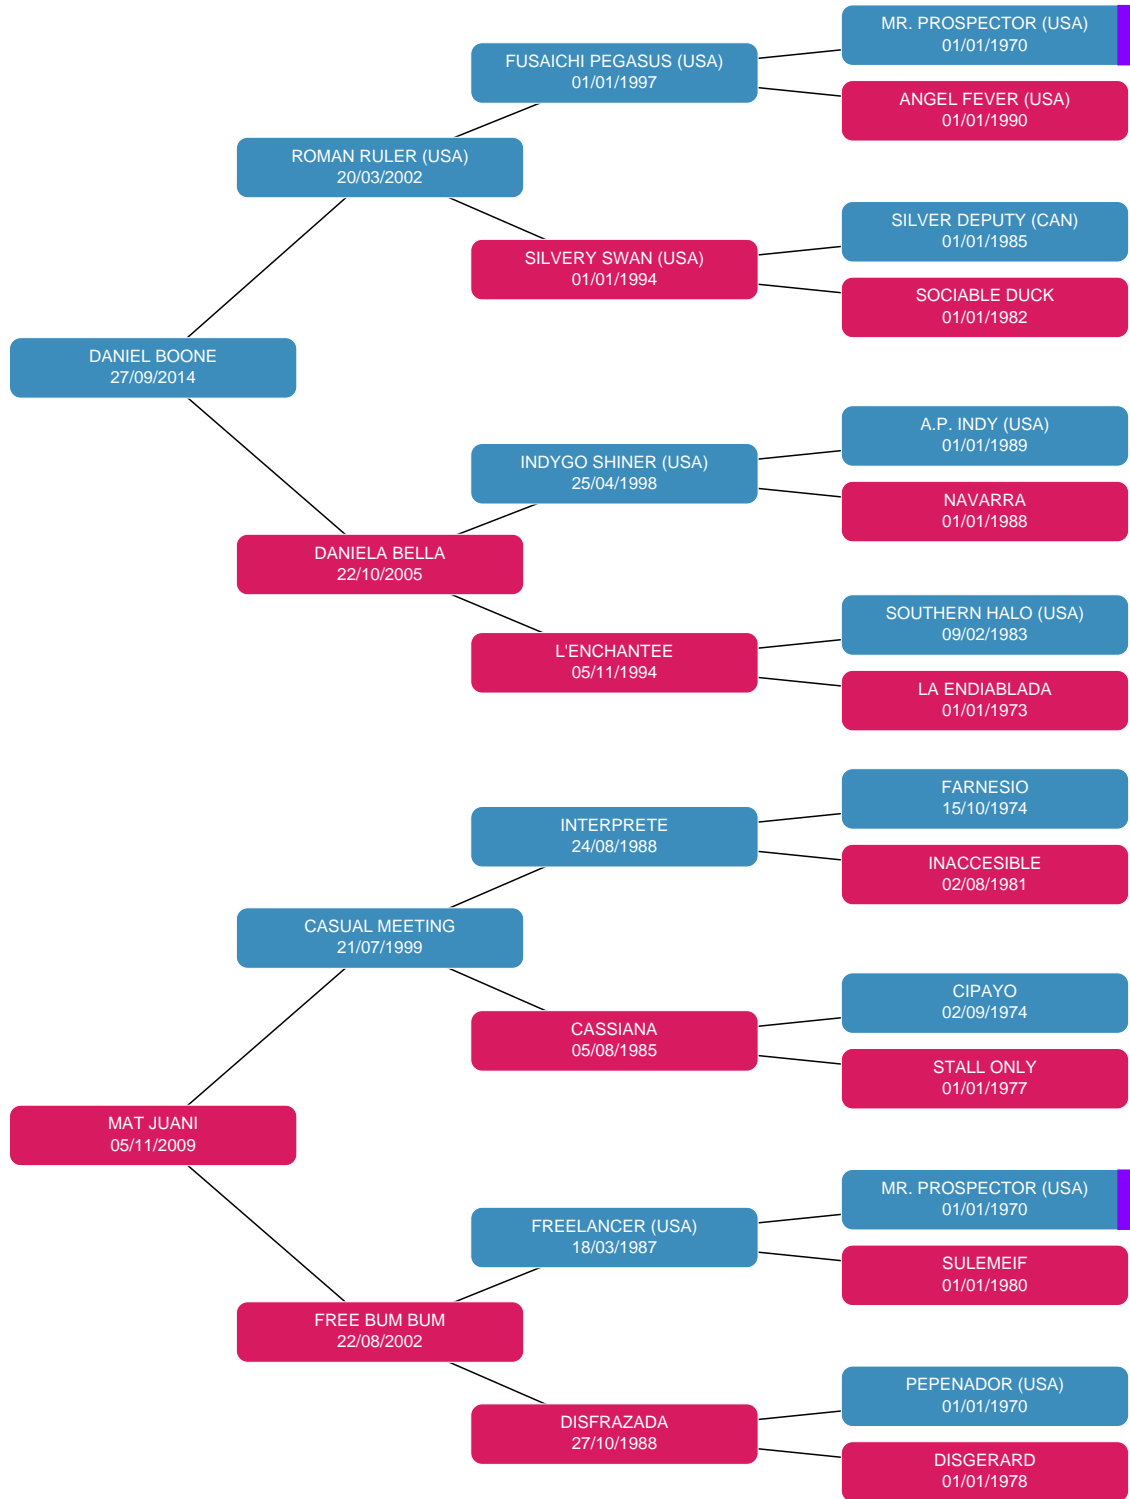 MR. PROSPECTOR (USA)
01/01/1970
FUSAICHI PEGASUS (USA)
01/01/1997
ANGEL FEVER (USA)
01/01/1990
ROMAN RULER (USA)
20/03/2002
SILVER DEPUTY (CAN)
01/01/1985
SILVERY SWAN (USA)
01/01/1994
SOCIABLE DUCK
01/01/1982
DANIEL BOONE
27/09/2014
A.P. INDY (USA)
01/01/1989
INDYGO SHINER (USA)
25/04/1998
NAVARRA
01/01/1988
DANIELA BELLA
22/10/2005
SOUTHERN HALO (USA)
09/02/1983
L'ENCHANTEE
05/11/1994
LA ENDIABLADA
01/01/1973
FARNESIO
15/10/1974
INTERPRETE
24/08/1988
INACCESIBLE
02/08/1981
CASUAL MEETING
21/07/1999
CIPAYO
02/09/1974
CASSIANA
05/08/1985
STALL ONLY
01/01/1977
MAT JUANI
05/11/2009
MR. PROSPECTOR (USA)
01/01/1970
FREELANCER (USA)
18/03/1987
SULEMEIF
01/01/1980
FREE BUM BUM
22/08/2002
PEPENADOR (USA)
01/01/1970
DISFRAZADA
27/10/1988
DISGERARD
01/01/1978